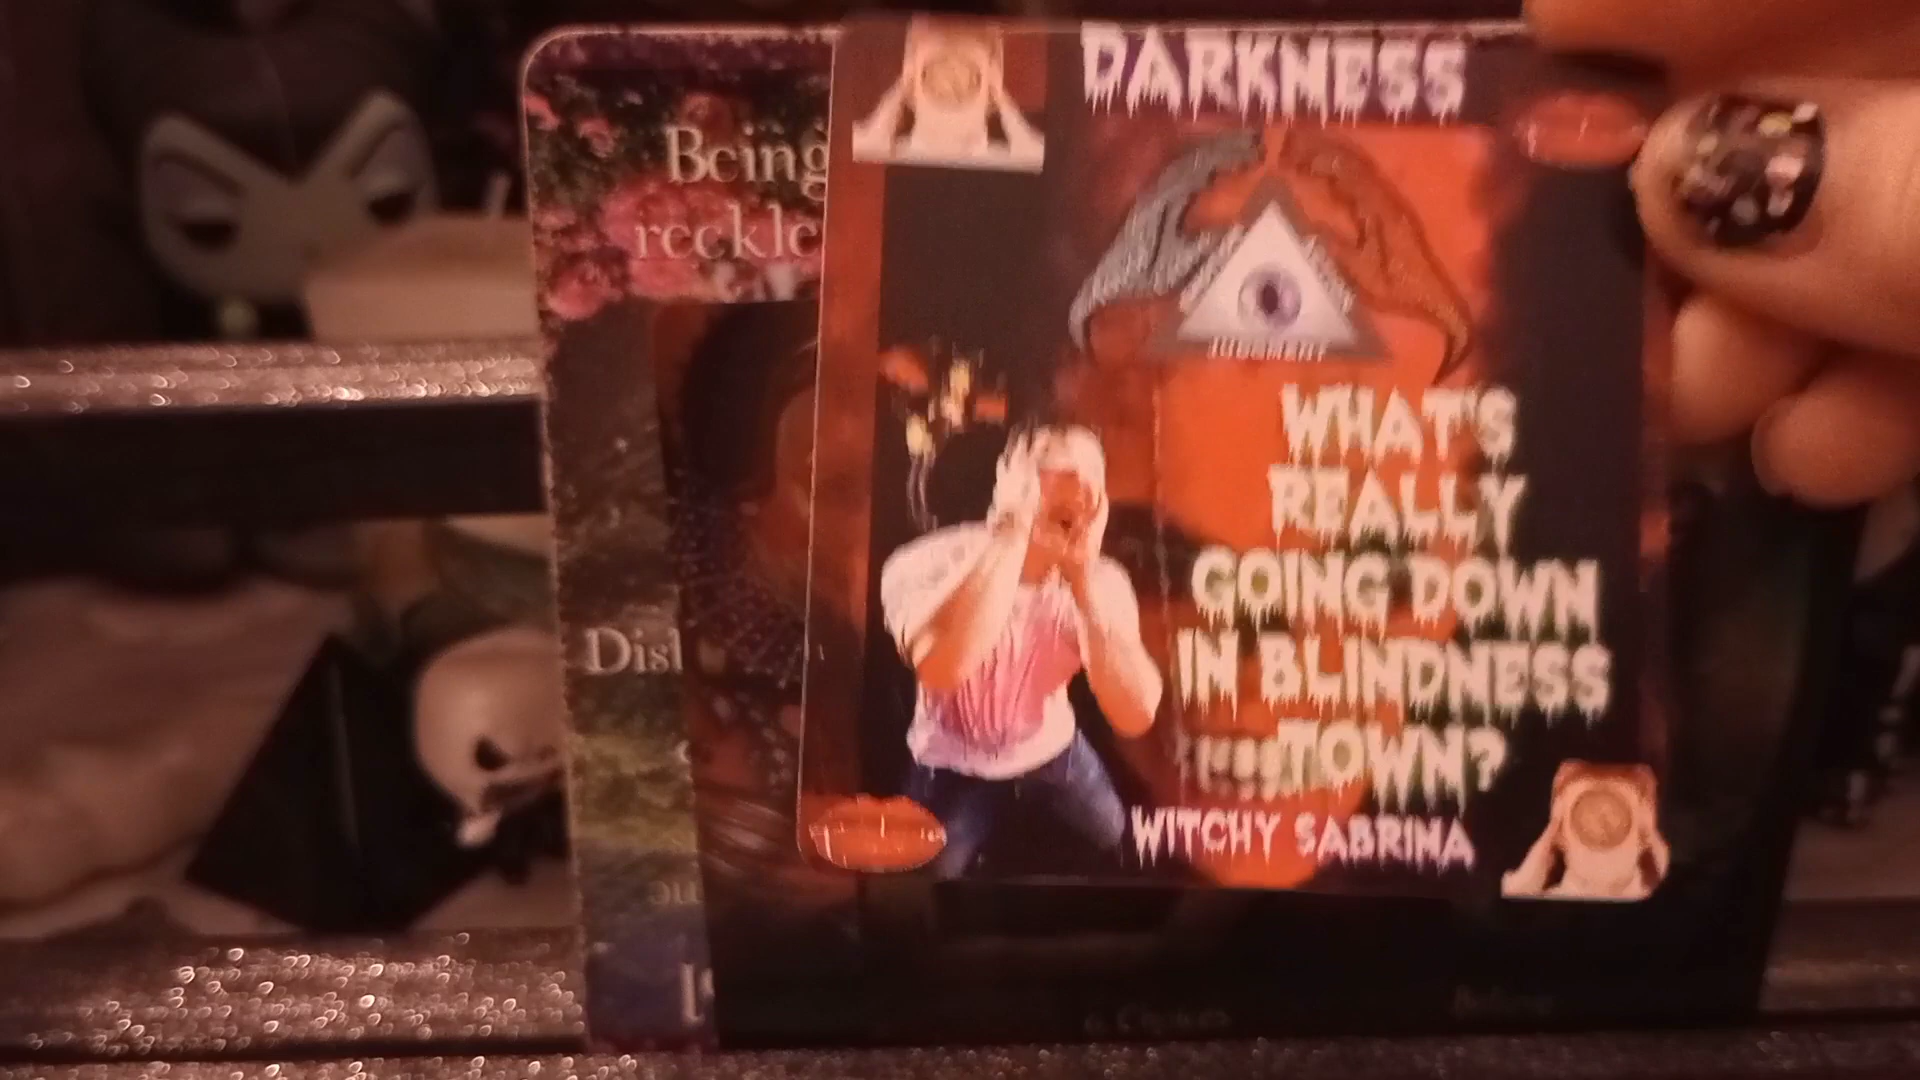 Being
reckle
Disl
DARKNESS
JUDGMENT
WHAT'S
REALLY
GOING DOWN
IN BLINDNESS
TOWN?
WITCHY SABRINA